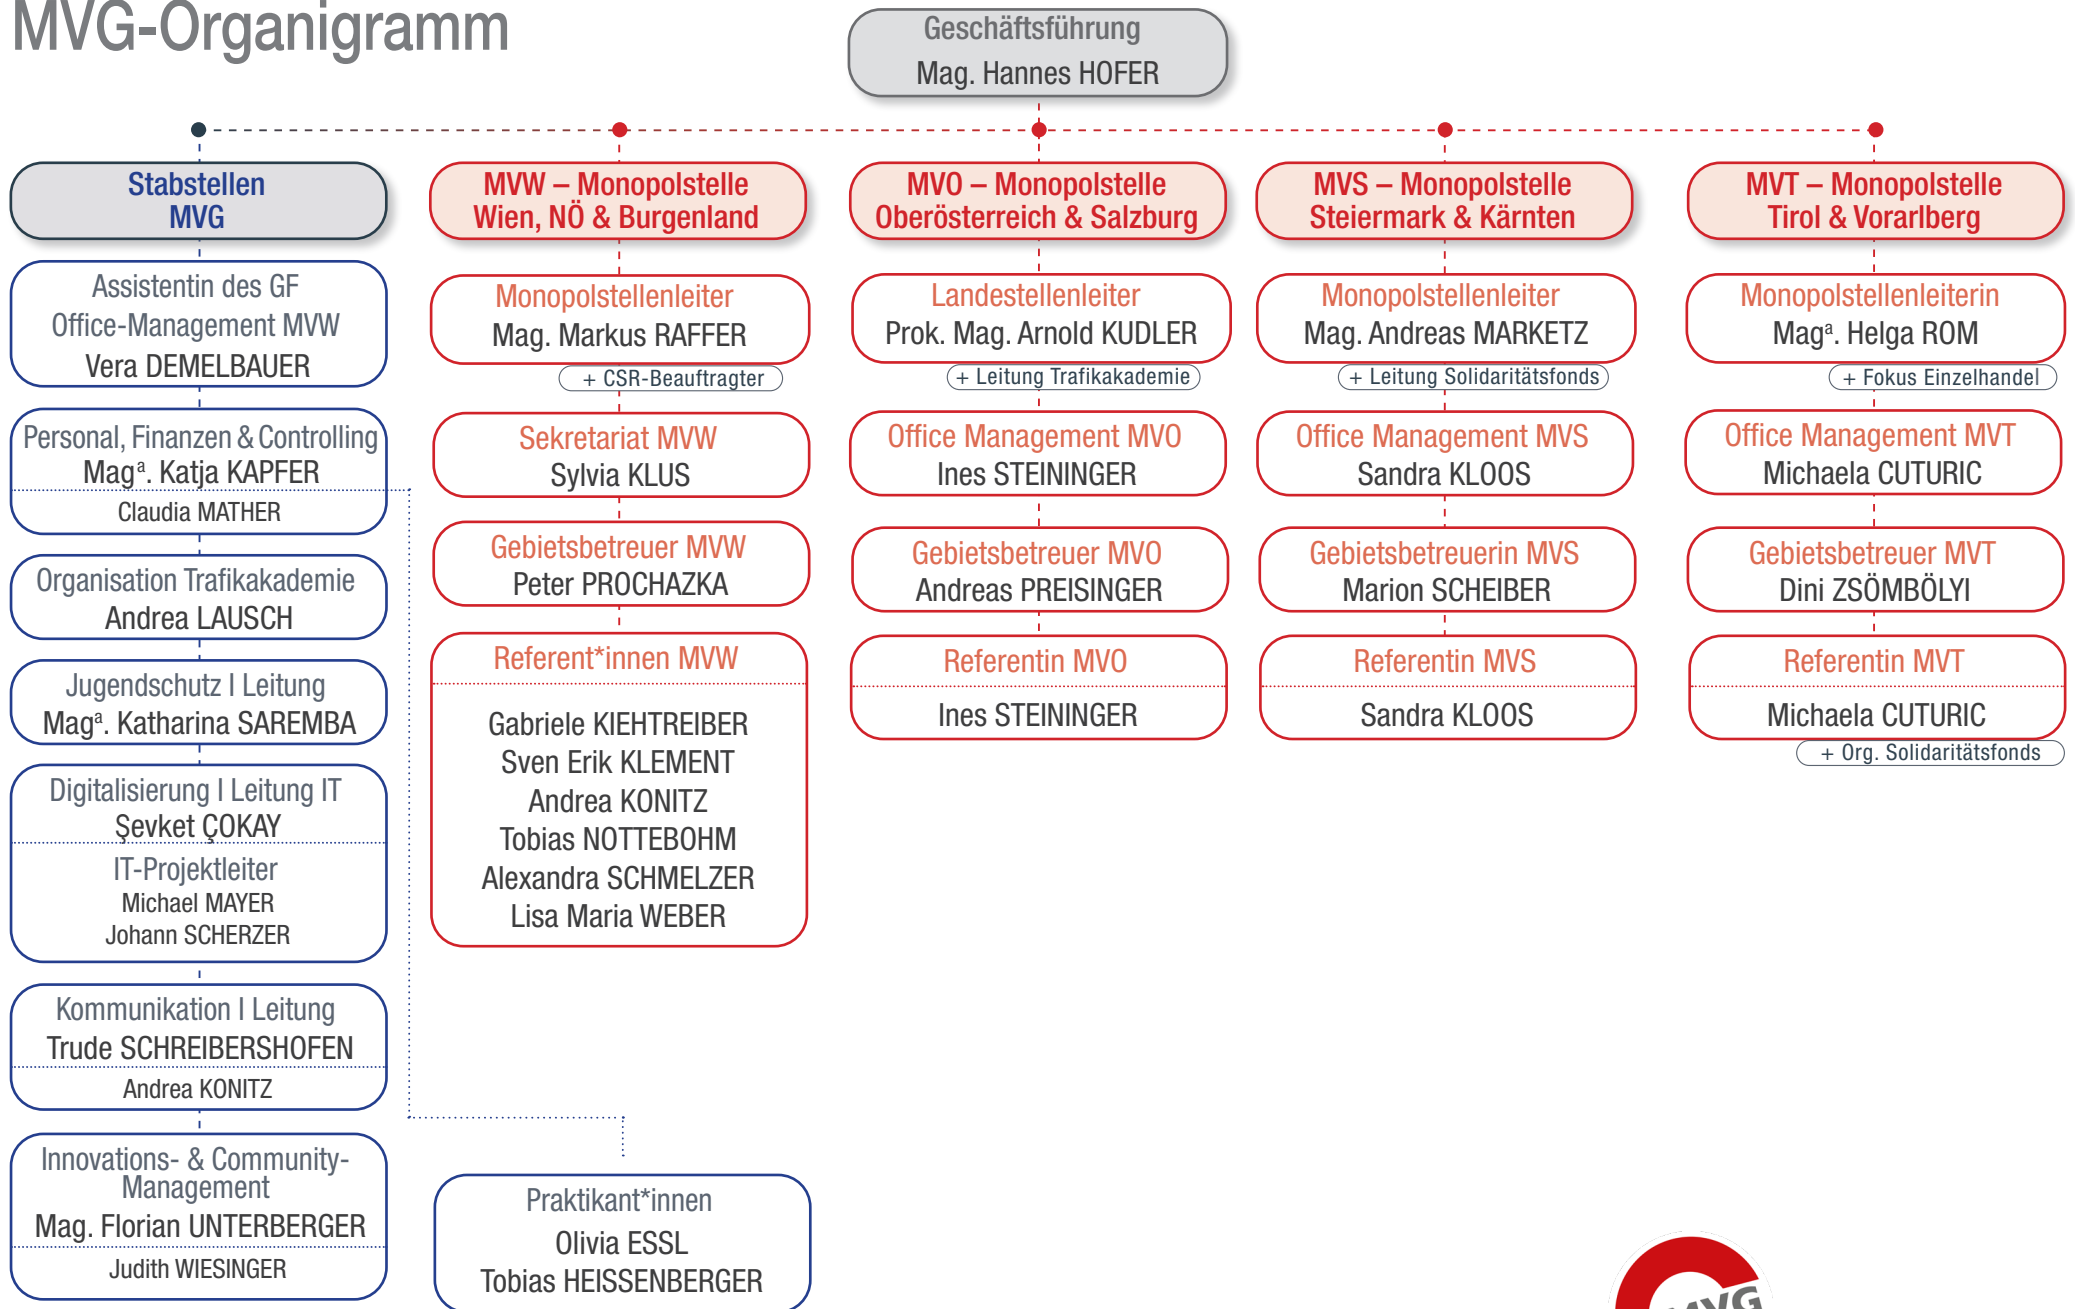 MVG-Organigramm
Geschäftsführung
Mag. Hannes HOFER
Stabstellen
MVG
Assistentin des GF
Office-Management MVW
Vera DEMELBAUER
Personal, Finanzen & Controlling
Magª. Katja KAPFER
Claudia MATHER
Organisation Trafikakademie
Andrea LAUSCH
Jugendschutz I Leitung
Magª. Katharina SAREMBA
Digitalisierung I Leitung IT
Şevket ÇOKAY
IT-Projektleiter
Michael MAYER
Johann SCHERZER
Kommunikation I Leitung
Trude SCHREIBERSHOFEN
Andrea KONITZ
Innovations- & Community-
Management
Mag. Florian UNTERBERGER
Judith WIESINGER
MVW – Monopolstelle
Wien, NÖ & Burgenland
Monopolstellenleiter
Mag. Markus RAFFER
+ CSR-Beauftragter
Sekretariat MVW
Sylvia KLUS
Gebietsbetreuer MVW
Peter PROCHAZKA
Referent*innen MVW
Gabriele KIEHTREIBER
Sven Erik KLEMENT
Andrea KONITZ
Tobias NOTTEBOHM
Alexandra SCHMELZER
Lisa Maria WEBER
Praktikant*innen
Olivia ESSL
Tobias HEISSENBERGER
MVO – Monopolstelle
Oberösterreich & Salzburg
Landestellenleiter
Prok. Mag. Arnold KUDLER
+ Leitung Trafikakademie
Office Management MVO
Ines STEININGER
Gebietsbetreuer MVO
Andreas PREISINGER
Referentin MVO
Ines STEININGER
MVS – Monopolstelle
Steiermark & Kärnten
Monopolstellenleiter
Mag. Andreas MARKETZ
+ Leitung Solidaritätsfonds
Office Management MVS
Sandra KLOOS
Gebietsbetreuerin MVS
Marion SCHEIBER
Referentin MVS
Sandra KLOOS
MVT – Monopolstelle
Tirol & Vorarlberg
Monopolstellenleiterin
Magª. Helga ROM
+ Fokus Einzelhandel
Office Management MVT
Michaela CUTURIC
Gebietsbetreuer MVT
Dini ZSÖMBÖLYI
Referentin MVT
Michaela CUTURIC
+ Org. Solidaritätsfonds
MVG